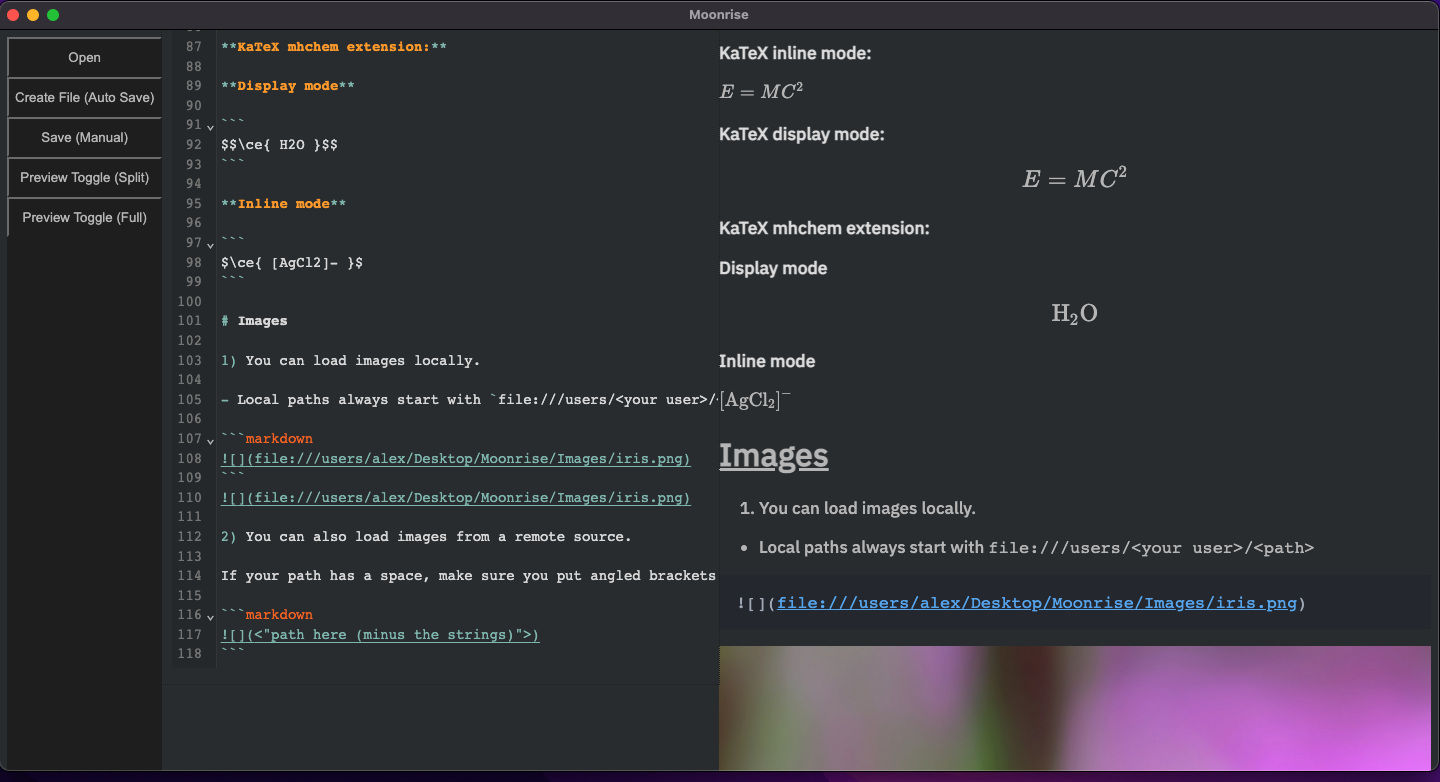 Moonrise
Open
Create File (Auto Save)
Save (Manual)
Preview Toggle (Split)
Preview Toggle (Full)
87 **KaTeX mhchem extension:**
88
89 **Display mode**
90
91 ```
92 $$\ce{ H2O }$$
93 ```
94
95 **Inline mode**
96
97 ```
98 $\ce{ [AgCl2]- }$
99 ```
100
101 # Images
102
103 1) You can load images locally.
104
105 - Local paths always start with `file:///users/<your user>/
106
107 ```markdown
108 ![](file:///users/alex/Desktop/Moonrise/Images/iris.png)
109 ```
110 ![](file:///users/alex/Desktop/Moonrise/Images/iris.png)
111
112 2) You can also load images from a remote source.
113
114 If your path has a space, make sure you put angled brackets
115
116 ```markdown
117 ![](<"path here (minus the strings)">)
118 ```
KaTeX inline mode:
E = MC²
KaTeX display mode:
E = MC²
KaTeX mhchem extension:
Display mode
H₂O
Inline mode
[AgCl₂]⁻
Images
1. You can load images locally.
• Local paths always start with file:///users/<your user>/<path>
![](file:///users/alex/Desktop/Moonrise/Images/iris.png)